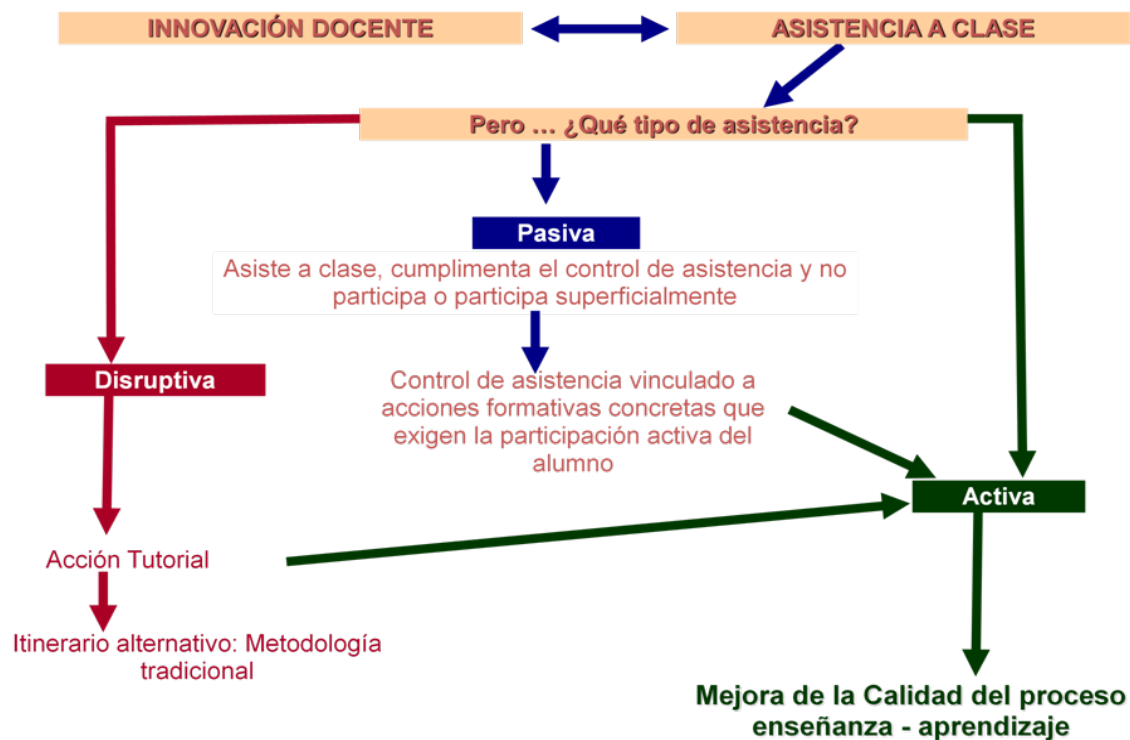 INNOVACIÓN DOCENTE
ASISTENCIA A CLASE
Pero ... ¿Qué tipo de asistencia?
Pasiva
Asiste a clase, cumplimenta el control de asistencia y no
participa o participa superficialmente
Disruptiva
Control de asistencia vinculado a
acciones formativas concretas que
exigen la participación activa del
alumno
Activa
Acción Tutorial
Itinerario alternativo: Metodología
tradicional
Mejora de la Calidad del proceso
enseñanza - aprendizaje